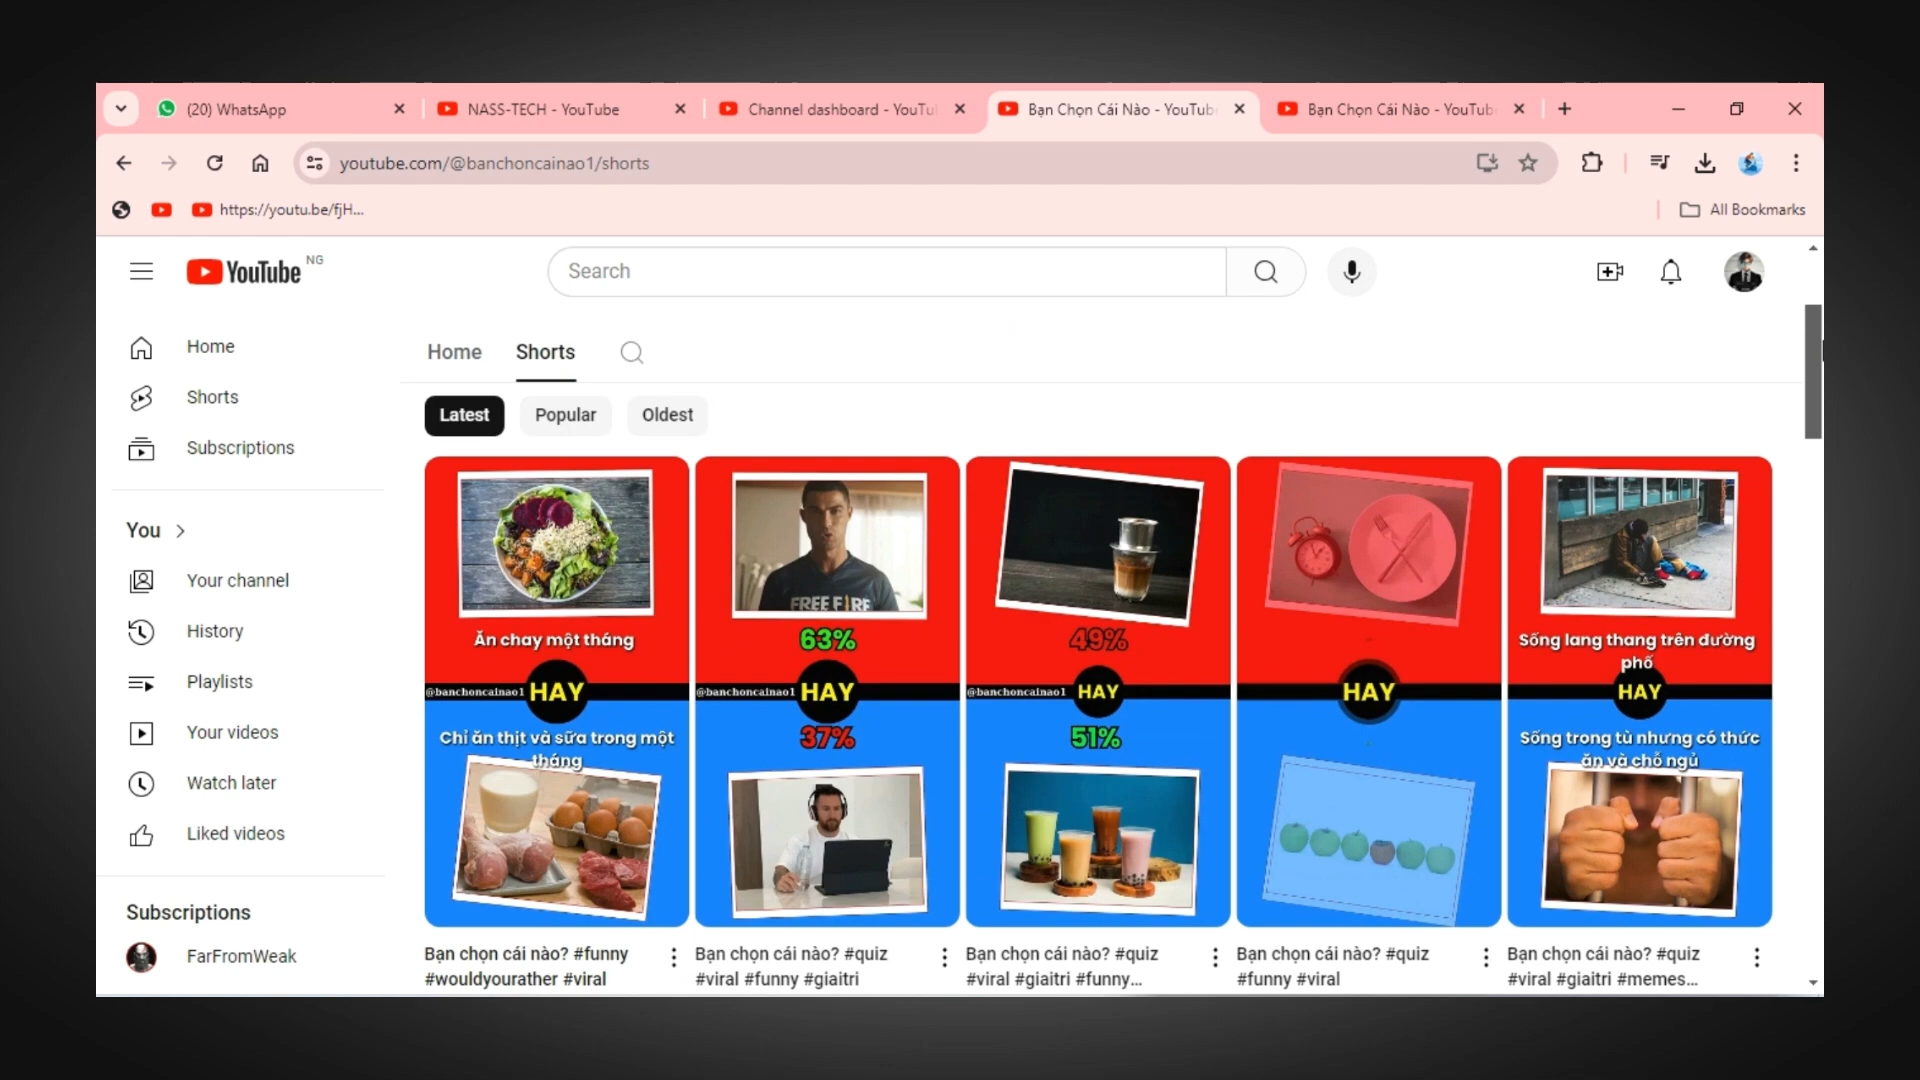 (20) WhatsApp
NASS-TECH - YouTube
Channel dashboard - YouTu
Bạn Chọn Cái Nào - YouTub
Bạn Chọn Cái Nào - YouTub
youtube.com/@banchoncainao1/shorts
https://youtu.be/fjH...
All Bookmarks
YouTube NG
Search
Home
Shorts
Subscriptions
You
Your channel
History
Playlists
Your videos
Watch later
Liked videos
Subscriptions
FarFromWeak
Home
Shorts
Latest
Popular
Oldest
Ăn chay một tháng
@banchoncainao1 HAY
Chỉ ăn thịt và sữa trong một
tháng
Bạn chọn cái nào? #funny
#wouldyourather #viral
FREE FIRE
63%
@banchoncainao1 HAY
37%
Bạn chọn cái nào? #quiz
#viral #funny #giaitri
49%
@banchoncainao1 HAY
51%
Bạn chọn cái nào? #quiz
#viral #giaitri #funny...
HAY
Bạn chọn cái nào? #quiz
#funny #viral
Sống lang thang trên đường
phố
HAY
Sống trong tù nhưng có thức
ăn và chỗ ngủ
Bạn chọn cái nào? #quiz
#viral #giaitri #memes...